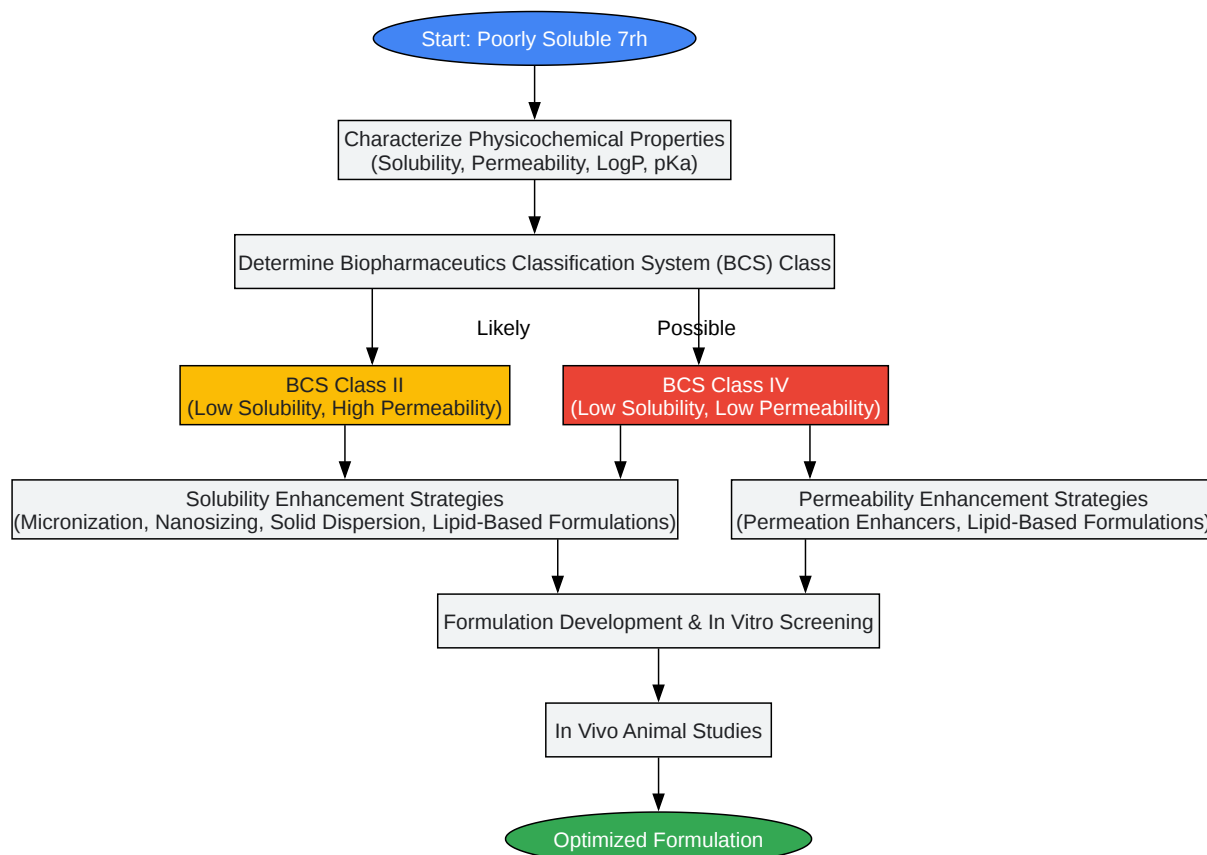 Start: Poorly Soluble 7rh
Characterize Physicochemical Properties
(Solubility, Permeability, LogP, pKa)
Determine Biopharmaceutics Classification System (BCS) Class
Likely
Possible
BCS Class II
(Low Solubility, High Permeability)
BCS Class IV
(Low Solubility, Low Permeability)
Solubility Enhancement Strategies
(Micronization, Nanosizing, Solid Dispersion, Lipid-Based Formulations)
Permeability Enhancement Strategies
(Permeation Enhancers, Lipid-Based Formulations)
Formulation Development & In Vitro Screening
In Vivo Animal Studies
Optimized Formulation